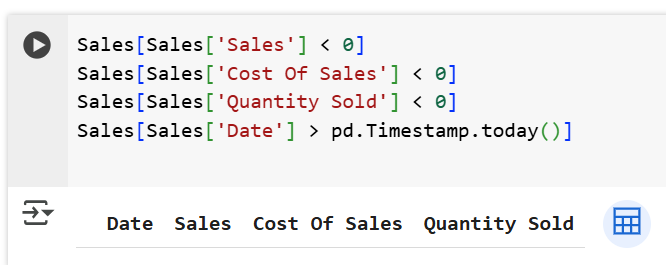 Sales[Sales['Sales'] < 0]
Sales[Sales['Cost Of Sales'] < 0]
Sales[Sales['Quantity Sold'] < 0]
Sales[Sales['Date'] > pd.Timestamp.today()]
Date Sales Cost Of Sales Quantity Sold